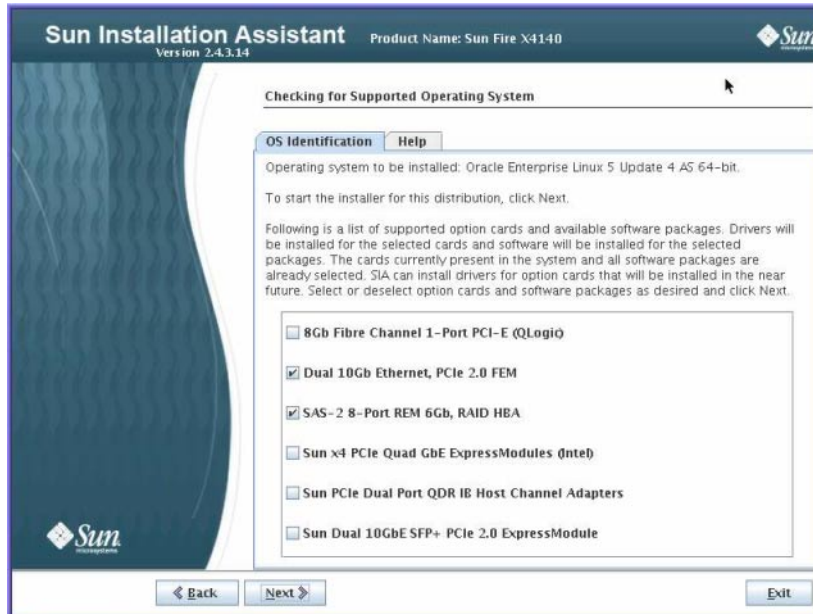 Sun Installation Assistant
Product Name: Sun Fire X4140
Sun
Version 2.4.3.14
Checking for Supported Operating System
OS Identification
Help
Operating system to be installed: Oracle Enterprise Linux 5 Update 4 AS 64-bit.
To start the installer for this distribution, click Next.
Following is a list of supported option cards and available software packages. Drivers will
be installed for the selected cards and software will be installed for the selected
packages. The cards currently present in the system and all software packages are
already selected. SIA can install drivers for option cards that will be installed in the near
future. Select or deselect option cards and software packages as desired and click Next.
8Gb Fibre Channel 1-Port PCI-E (QLogic)
Dual 10Gb Ethernet, PCIe 2.0 FEM
SAS-2 8-Port REM 6Gb, RAID HBA
Sun x4 PCIe Quad GbE ExpressModules (Intel)
Sun PCIe Dual Port QDR IB Host Channel Adapters
Sun Dual 10GbE SFP+ PCIe 2.0 ExpressModule
Sun
microsystems
Back
Next
Exit